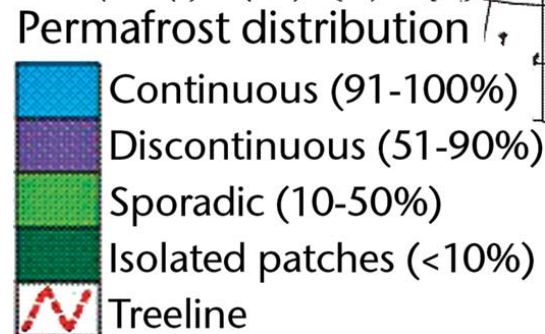 Permafrost distribution
Continuous (91-100%)
Discontinuous (51-90%)
Sporadic (10-50%)
Isolated patches (<10%)
Treeline